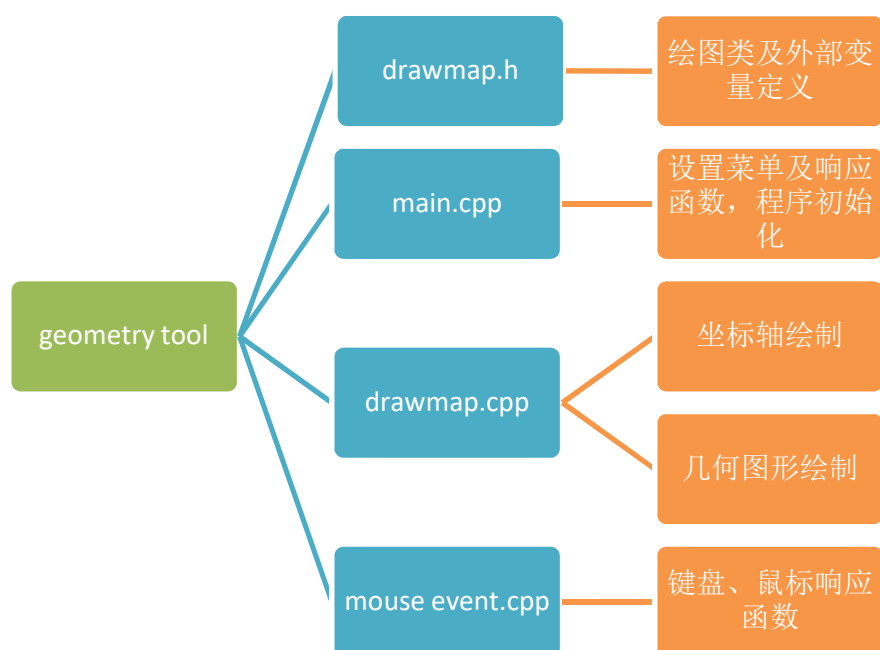 geometry tool
drawmap.h
绘图类及外部变
量定义
main.cpp
设置菜单及响应
函数，程序初始
化
drawmap.cpp
坐标轴绘制
几何图形绘制
mouse event.cpp
键盘、鼠标响应
函数